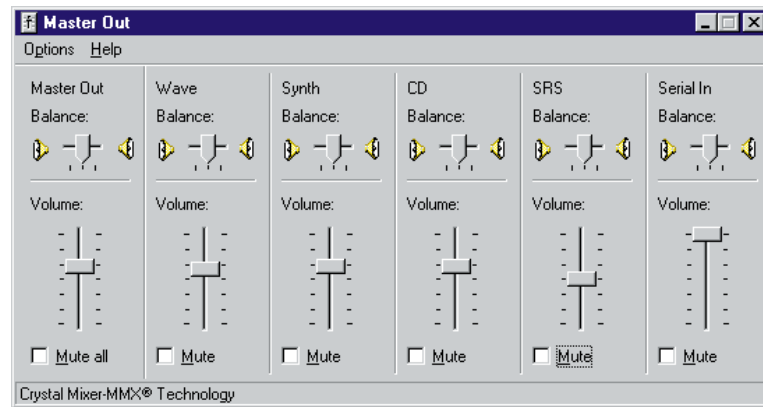 Master Out
Options Help
Master Out Wave Synth CD SRS Serial In
Balance: Balance: Balance: Balance: Balance: Balance:
Volume: Volume: Volume: Volume: Volume: Volume:
Mute all Mute Mute Mute Mute Mute
Crystal Mixer-MMX® Technology